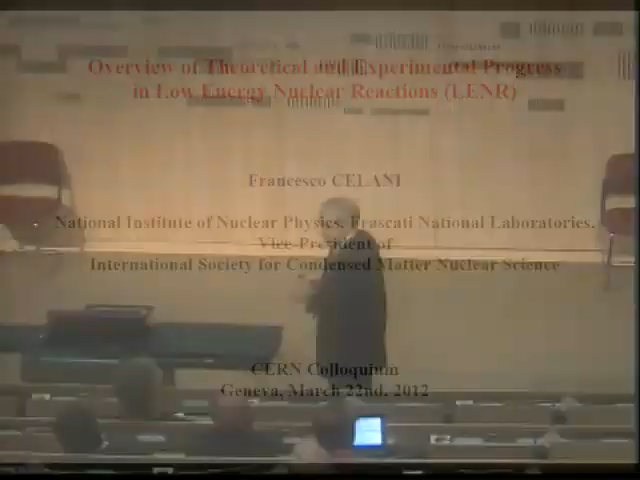 Overview of Theoretical and Experimental Progress
in Low Energy Nuclear Reactions (LENR)
Francesco CELANI
National Institute of Nuclear Physics, Frascati National Laboratories.
Vice-President of
International Society for Condensed Matter Nuclear Science
CERN Colloquium
Geneva, March 22nd, 2012